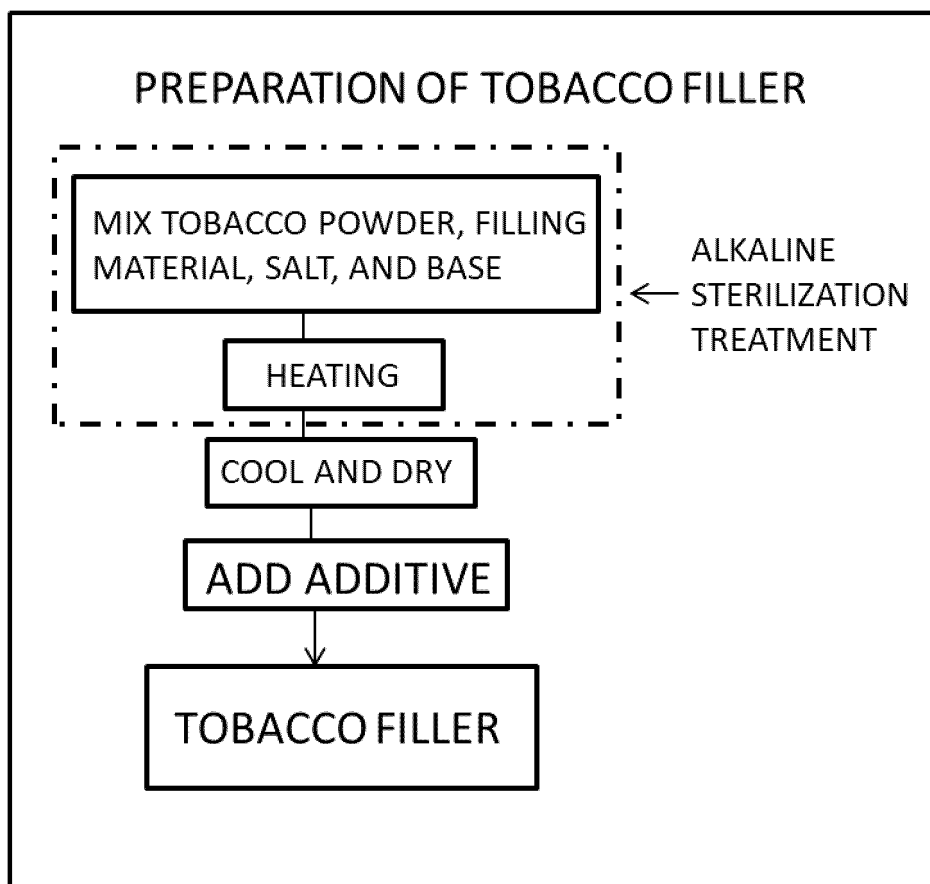 PREPARATION OF TOBACCO FILLER
MIX TOBACCO POWDER, FILLING
MATERIAL, SALT, AND BASE
ALKALINE
STERILIZATION
TREATMENT
HEATING
COOL AND DRY
ADD ADDITIVE
TOBACCO FILLER